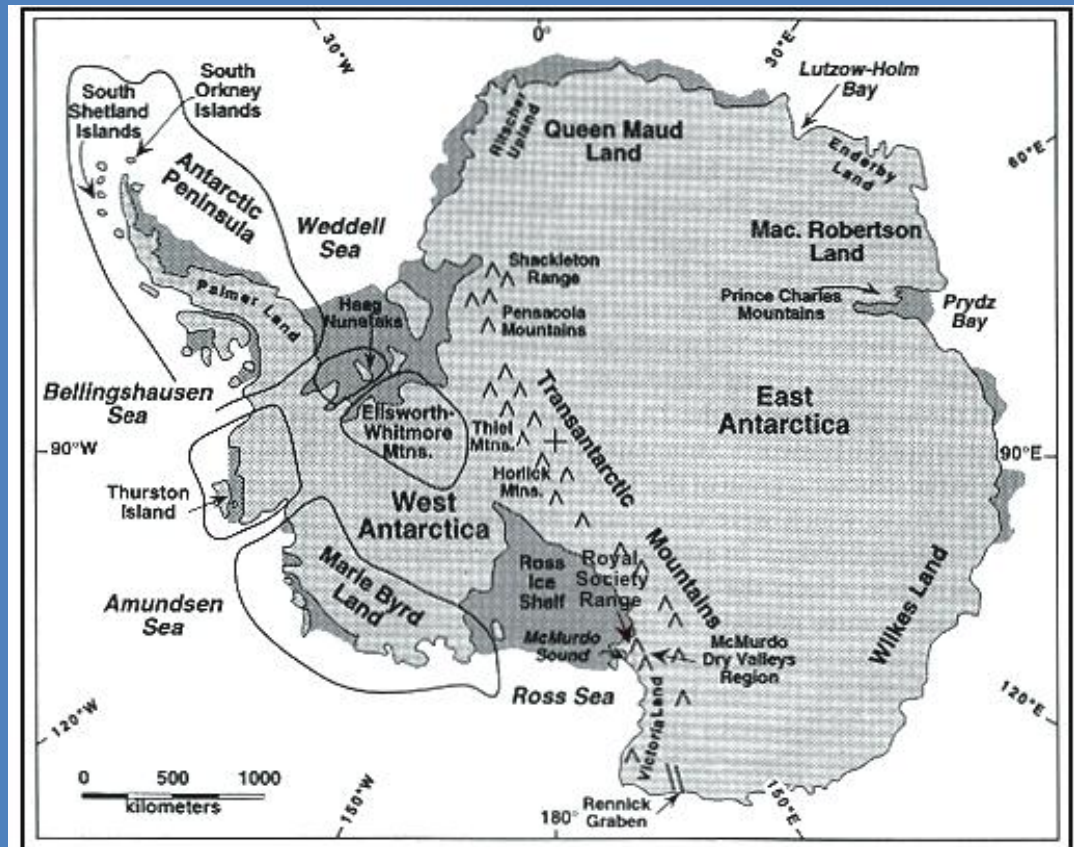 30°W
0°
30°E
Lutzow-Holm
Bay
South
Orkney
Islands
South
Shetland
Islands
Antarctic
Peninsula
Ritscher
Upland
Queen Maud
Land
Enderby
Land
60°E
Weddell
Sea
Mac. Robertson
Land
Shackleton
Range
Palmer Land
Haag
Nunataks
Pensacola
Mountains
Prince Charles
Mountains
Prydz
Bay
Bellingshausen
Sea
Ellsworth-
Whitmore
Mtns.
Thiel
Mtns.
Transantarctic
Mountains
East
Antarctica
90°W
90°E
Horlick
Mtns.
Thurston
Island
West
Antarctica
Marie Byrd
Land
Ross
Ice
Shelf
Royal
Society
Range
Amundsen
Sea
McMurdo
Sound
McMurdo
Dry Valleys
Region
Wilkes Land
Ross Sea
Victoria Land
120°W
120°E
0 500 1000
kilometers
150°W
180°
Rennick
Graben
150°E